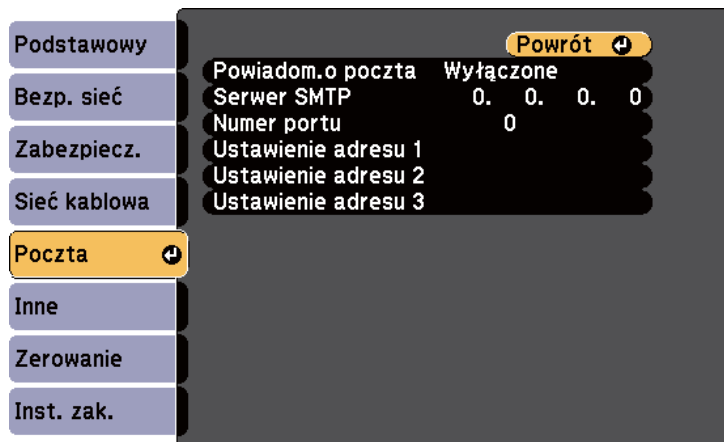 Podstawowy
Bezp. sieć
Zabezpiecz.
Sieć kablowa
Poczta
Inne
Zerowanie
Inst. zak.
Powrót
Powiadom.o poczta Wyłączone
Serwer SMTP 0. 0. 0. 0
Numer portu 0
Ustawienie adresu 1
Ustawienie adresu 2
Ustawienie adresu 3